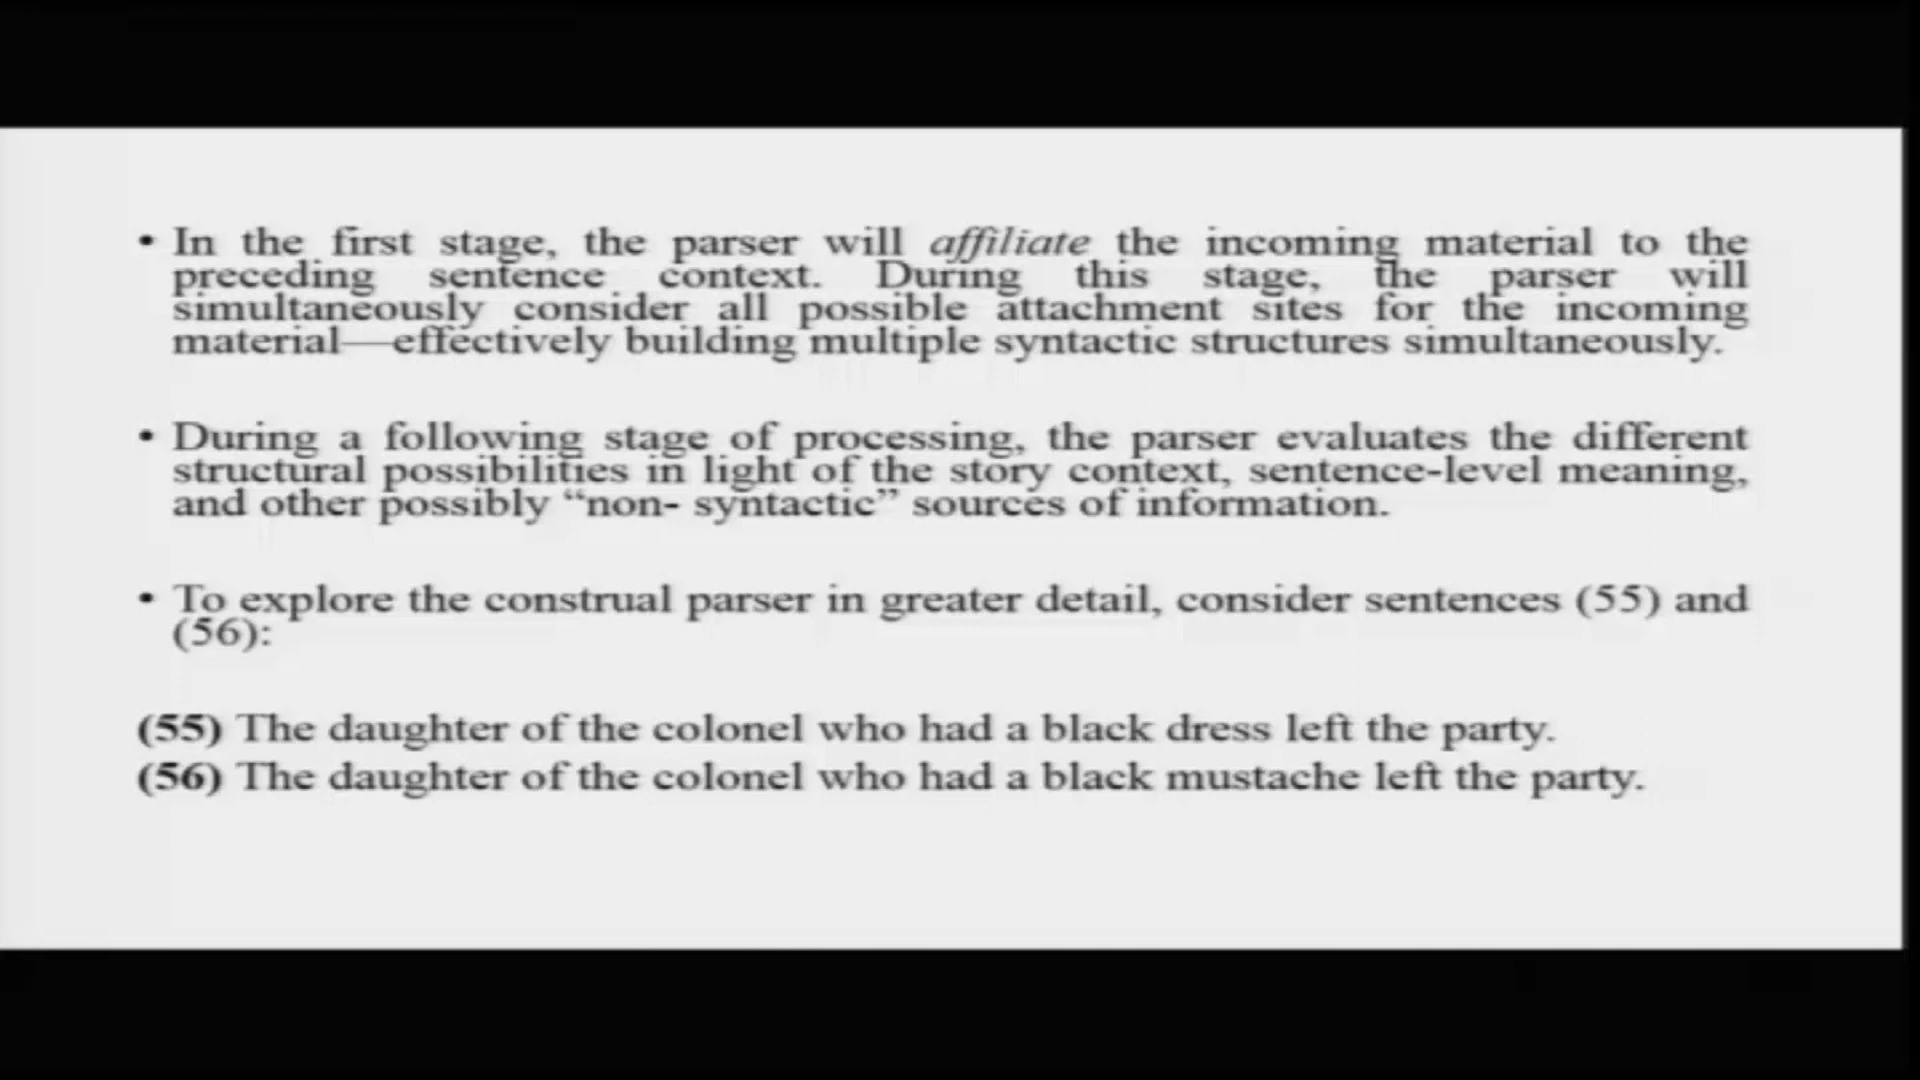 • In the first stage, the parser will affiliate the incoming material to the
preceding sentence context. During this stage, the parser will
simultaneously consider all possible attachment sites for the incoming
material—effectively building multiple syntactic structures simultaneously.
• During a following stage of processing, the parser evaluates the different
structural possibilities in light of the story context, sentence-level meaning,
and other possibly “non- syntactic” sources of information.
• To explore the construal parser in greater detail, consider sentences (55) and
(56):
(55) The daughter of the colonel who had a black dress left the party.
(56) The daughter of the colonel who had a black mustache left the party.